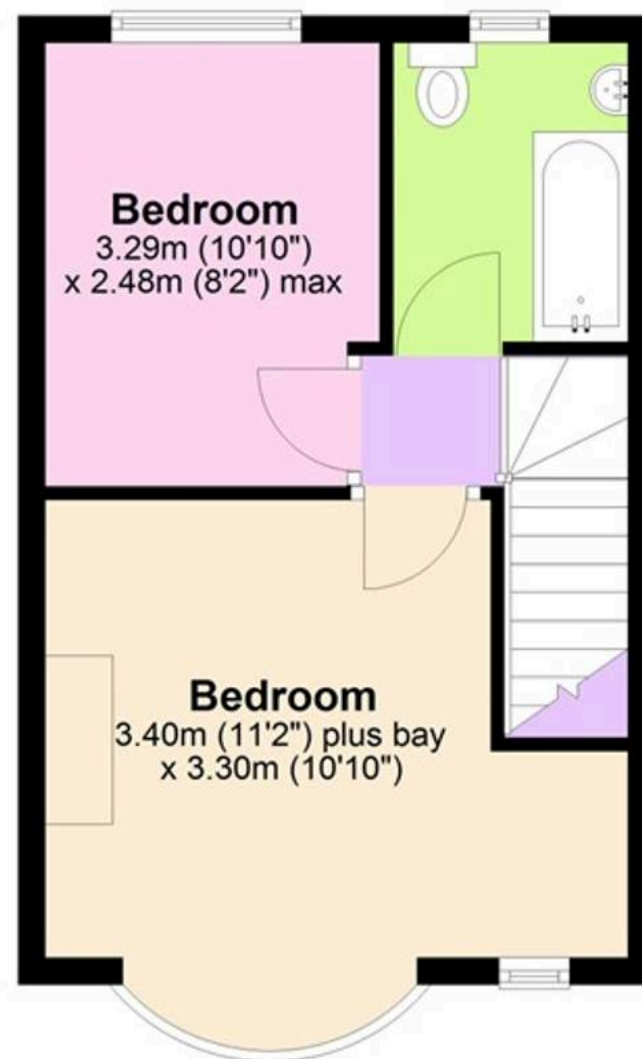 Bedroom
3.29m (10'10")
x 2.48m (8'2") max
Bedroom
3.40m (11'2") plus bay
x 3.30m (10'10")